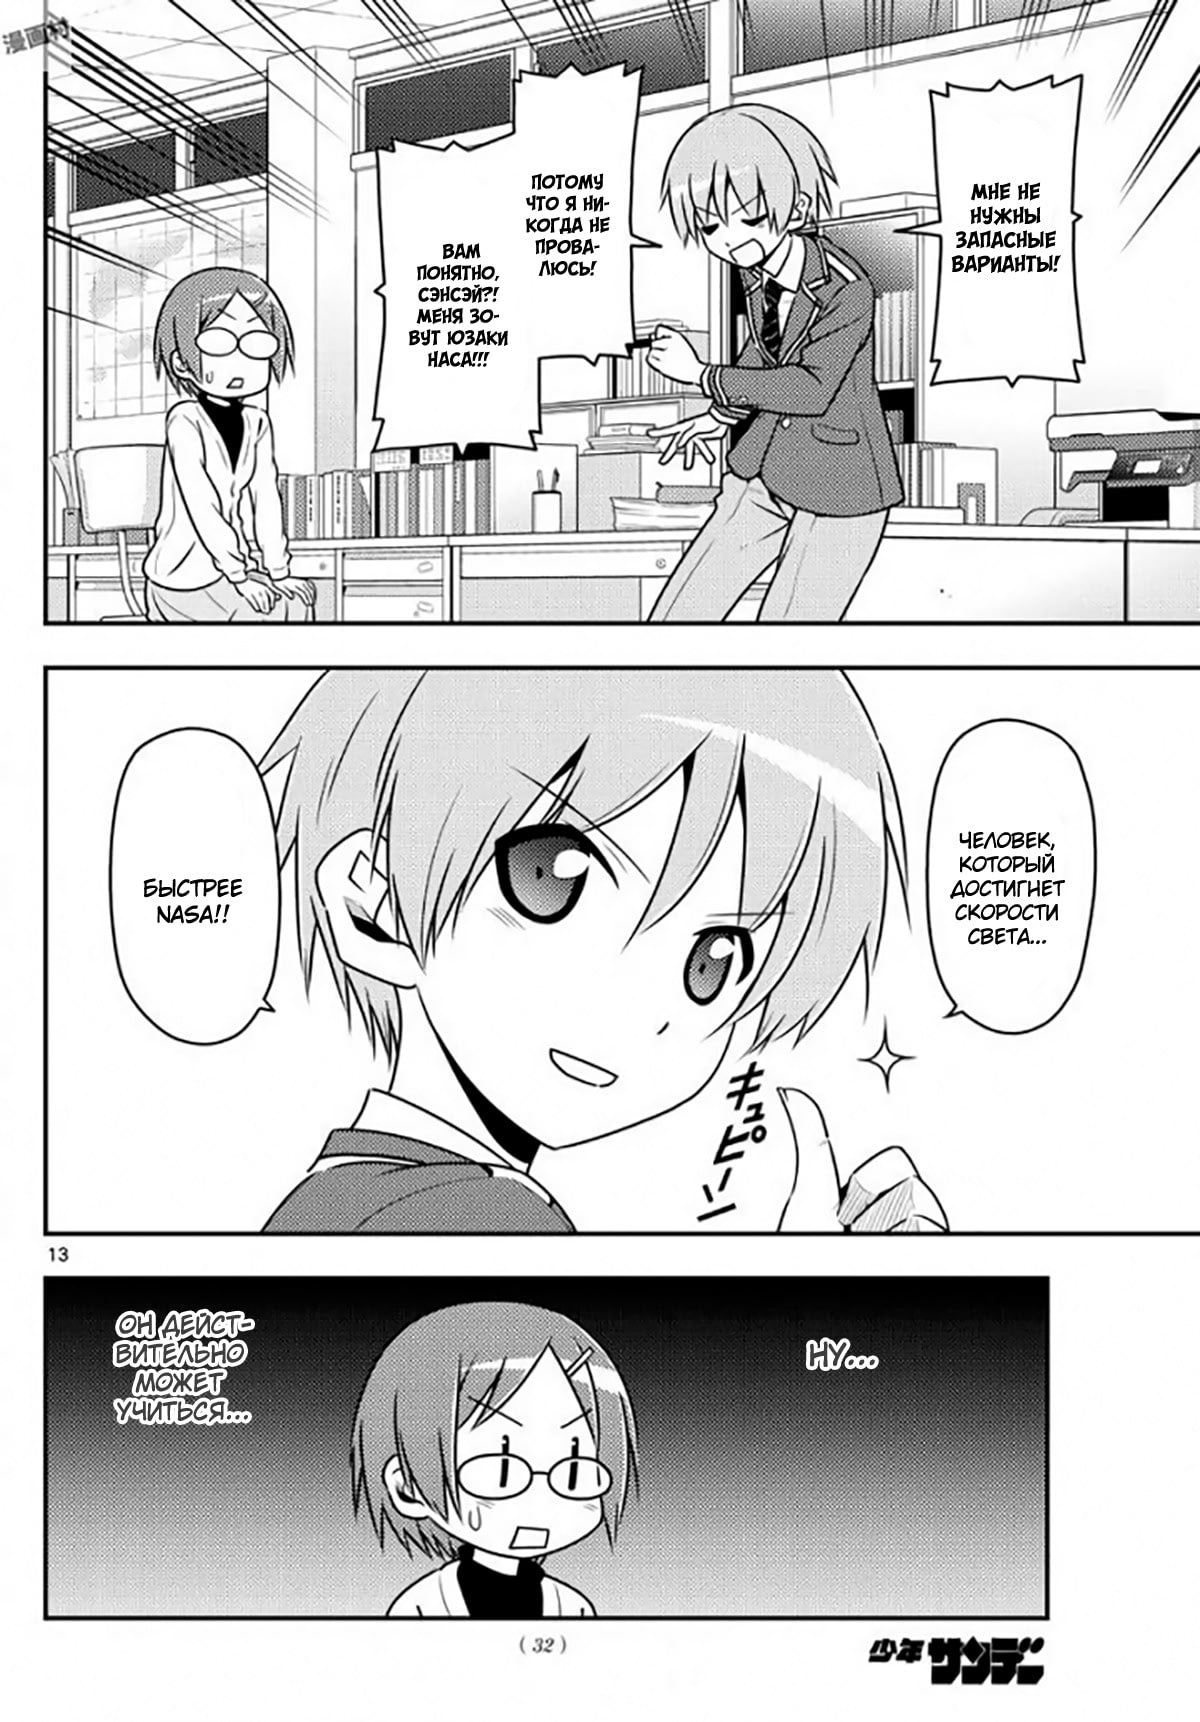 漫画村
МНЕ НЕ
НУЖНЫ
ЗАПАСНЫЕ
ВАРИАНТЫ!
ПОТОМУ
ЧТО Я НИ-
КОГДА НЕ
ПРОВА-
ЛЮСЬ!
ВАМ
ПОНЯТНО,
СЭНСЭЙ?!
МЕНЯ ЗО-
ВУТ ЮЗАКИ
НАСА!!!
ЧЕЛОВЕК,
КОТОРЫЙ
ДОСТИГНЕТ
СКОРОСТИ
СВЕТА...
БЫСТРЕЕ
NASA!!
キュピーン
13
НУ...
ОН ДЕЙСТ-
ВИТЕЛЬНО
МОЖЕТ
УЧИТЬСЯ...
( 32 )
少年サンデー